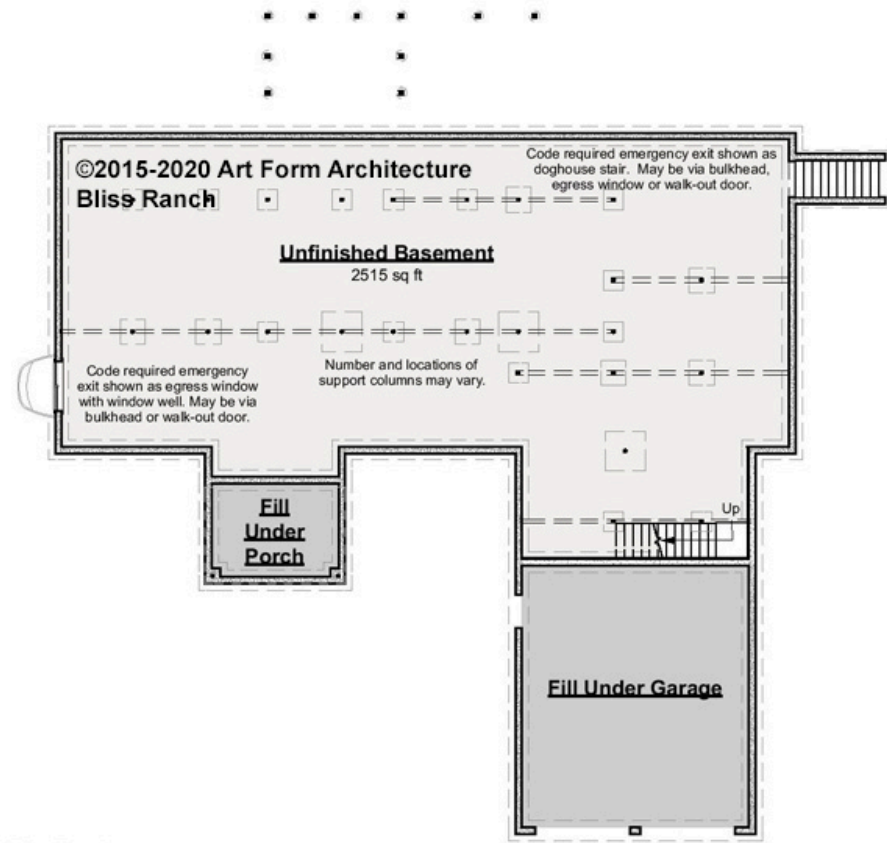 ©2015-2020 Art Form Architecture
Bliss Ranch
Code required emergency exit shown as
doghouse stair. May be via bulkhead,
egress window or walk-out door.
Unfinished Basement
2515 sq ft
Code required emergency
exit shown as egress window
with window well. May be via
bulkhead or walk-out door.
Number and locations of
support columns may vary.
Up
Fill
Under
Porch
Fill Under Garage